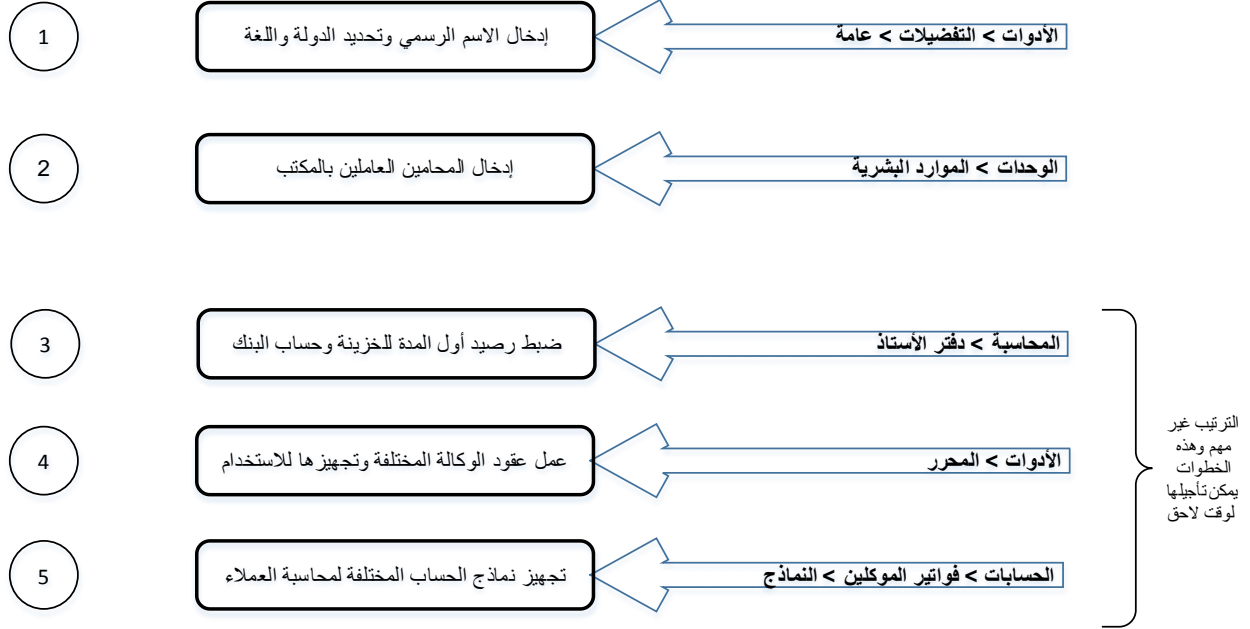 1
إدخال الاسم الرسمي وتحديد الدولة واللغة
الأدوات > التفضيلات > عامة
2
إدخال المحامين العاملين بالمكتب
الوحدات > الموارد البشرية
3
ضبط رصيد أول المدة للخزينة وحساب البنك
المحاسبة > دفتر الأستاذ
4
عمل عقود الوكالة المختلفة وتجهيزها للاستخدام
الأدوات > المحرر
5
تجهيز نماذج الحساب المختلفة لمحاسبة العملاء
الحسابات > فواتير الموكلين > النماذج
الترتيب غير
مهم وهذه
الخطوات
يمكن تأجيلها
لوقت لاحق